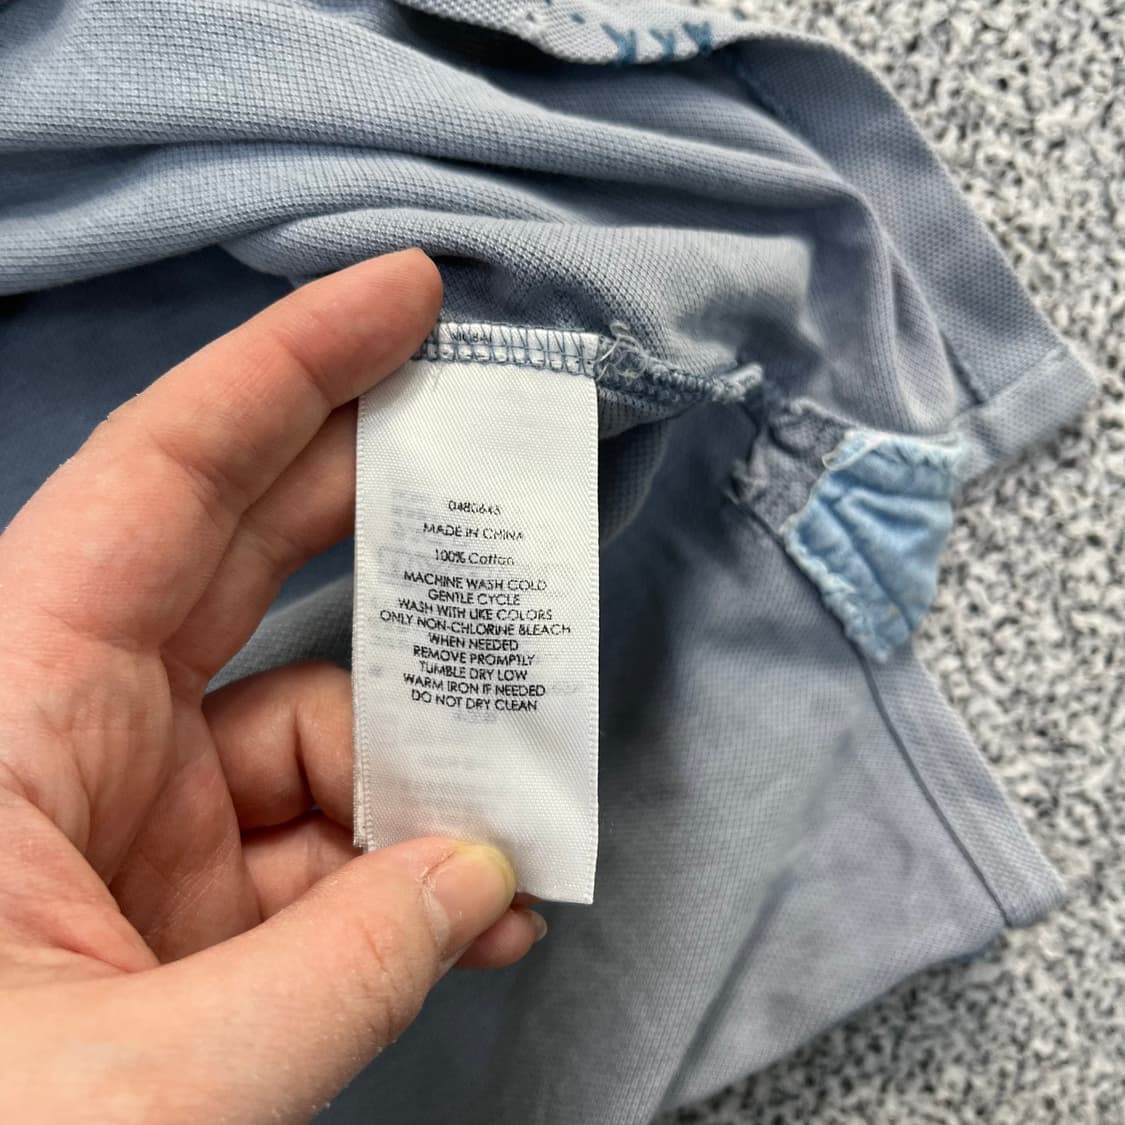 0480645
MADE IN CHINA
100% Cotton
MACHINE WASH COLD
GENTLE CYCLE
WASH WITH LIKE COLORS
ONLY NON-CHLORINE BLEACH
WHEN NEEDED
REMOVE PROMPTLY
TUMBLE DRY LOW
WARM IRON IF NEEDED
DO NOT DRY CLEAN